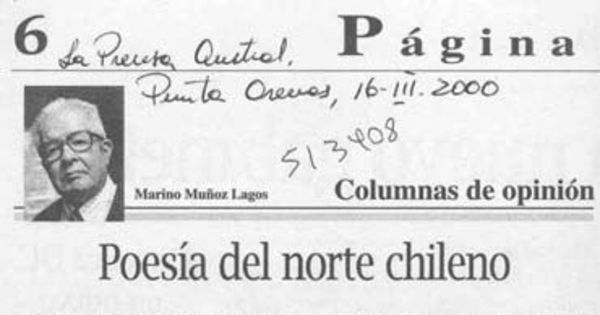 6 La Prensa Austral, Página
Punta Arenas, 16-III.2000
513408
Marino Muñoz Lagos Columnas de opinión
Poesía del norte chileno